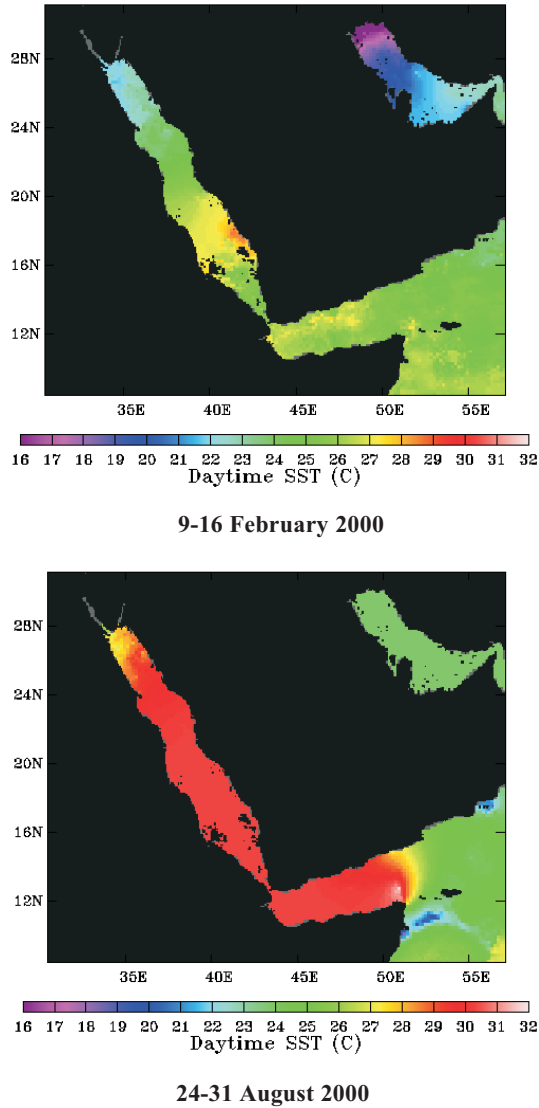 28N
24N
20N
16N
12N
35E 40E 45E 50E 55E
16 17 18 19 20 21 22 23 24 25 26 27 28 29 30 31 32
Daytime SST (C)
9-16 February 2000
28N
24N
20N
16N
12N
35E 40E 45E 50E 55E
16 17 18 19 20 21 22 23 24 25 26 27 28 29 30 31 32
Daytime SST (C)
24-31 August 2000